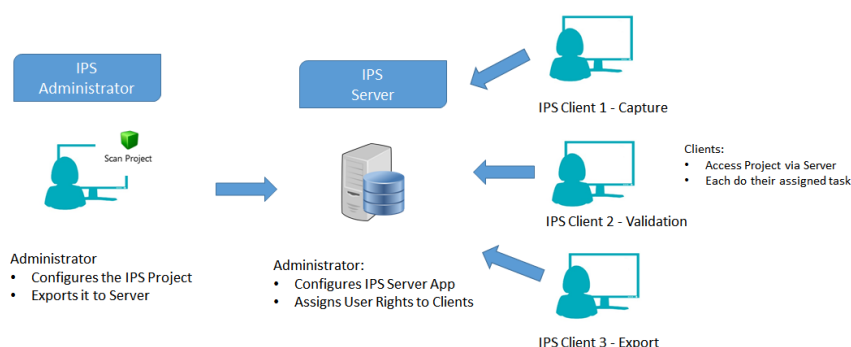 IPS
Administrator
Scan Project
Administrator
• Configures the IPS Project
• Exports it to Server
IPS
Server
Administrator:
• Configures IPS Server App
• Assigns User Rights to Clients
IPS Client 1 - Capture
IPS Client 2 - Validation
IPS Client 3 - Export
Clients:
• Access Project via Server
• Each do their assigned task